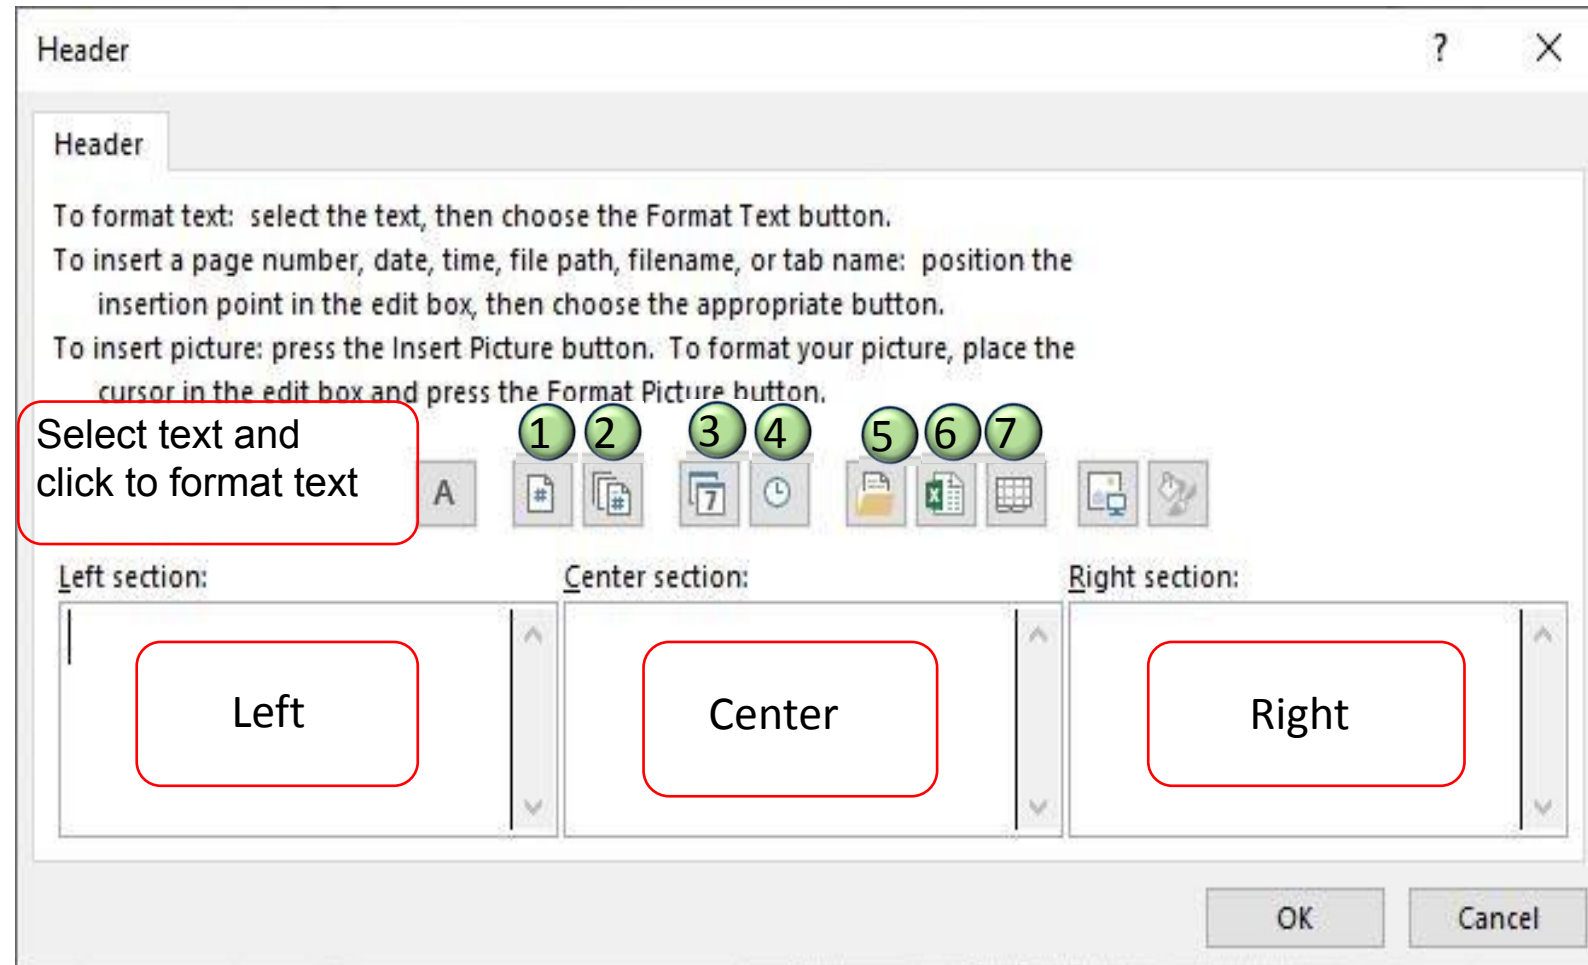 Header
?
Header
To format text:  select the text, then choose the Format Text button.
To insert a page number, date, time, file path, filename, or tab name:  position the
insertion point in the edit box, then choose the appropriate button.
To insert picture: press the Insert Picture button.  To format your picture, place the
cursor in the edit box and press the Format Picture button.
Select text and
click to format text
1 2 3 4 5 6 7
A # # 7 X
Left section: Center section: Right section:
Left Center Right
OK Cancel